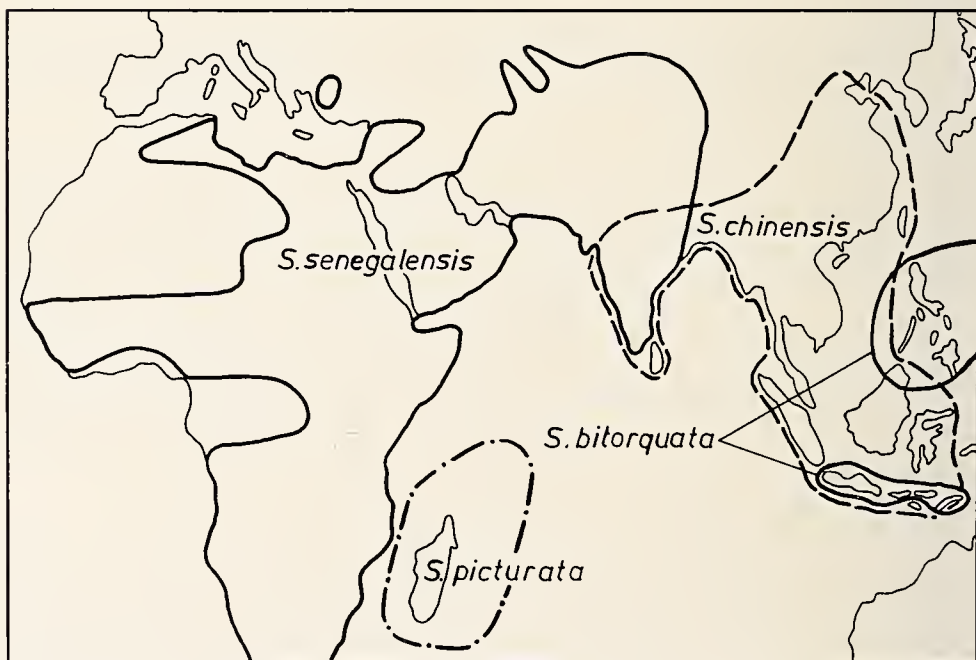 S. chinensis
S. senegalensis
S. bitorquata
S. picturata